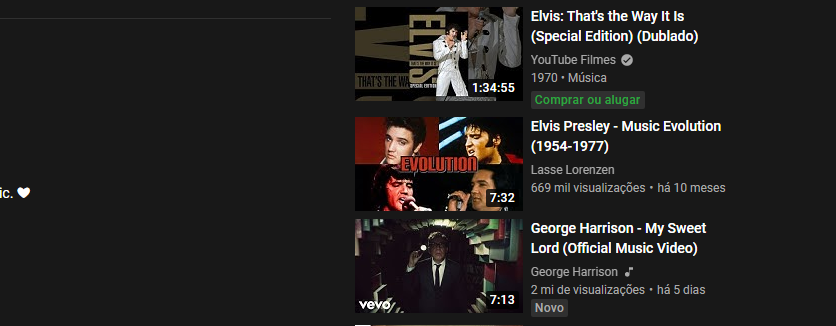 ic. 🤍
ELVIS
THAT'S THE WAY
SPECIAL EDITION
1:34:55
Elvis: That's the Way It Is
(Special Edition) (Dublado)
YouTube Filmes
1970 • Música
Comprar ou alugar
EVOLUTION
7:32
Elvis Presley - Music Evolution
(1954-1977)
Lasse Lorenzen
669 mil visualizações • há 10 meses
vevo
7:13
George Harrison - My Sweet
Lord (Official Music Video)
George Harrison
2 mi de visualizações • há 5 dias
Novo